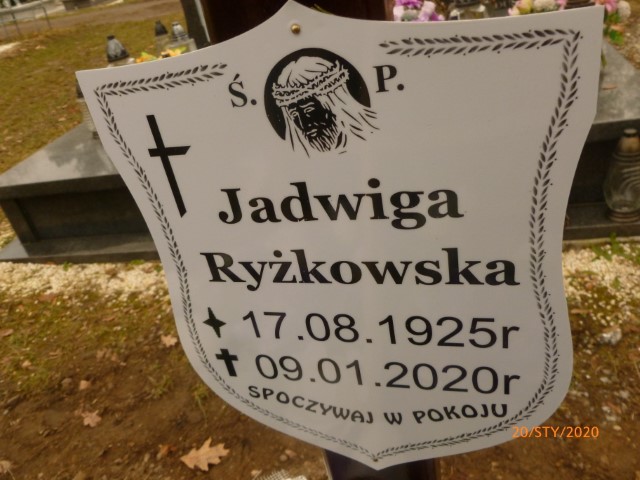 Ś. P.
Jadwiga
Ryżkowska
17.08.1925r
09.01.2020r
SPOCZYWAJ W POKOJU
20/STY/2020